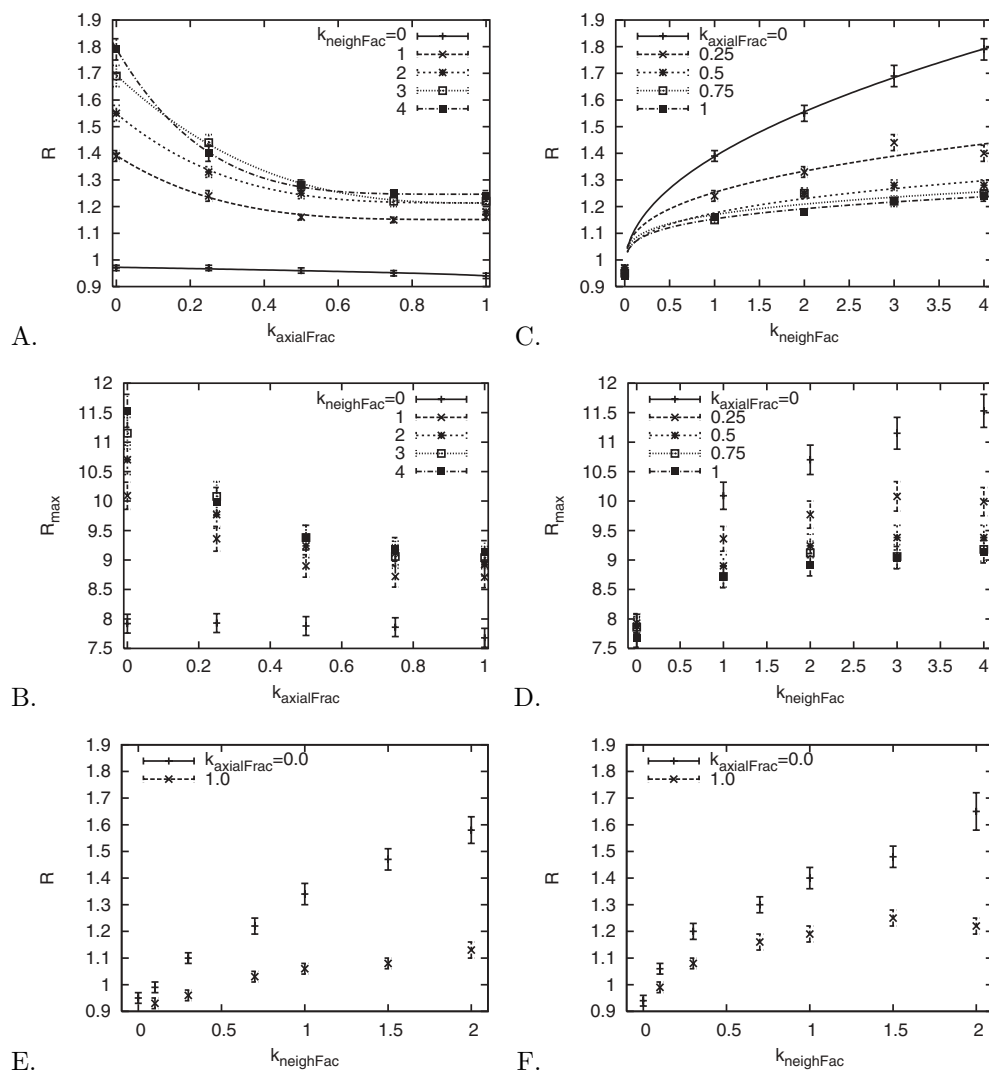 1.9
1.8
1.7
1.6
1.5
1.4
1.3
1.2
1.1
1
0.9
R
0 0.2 0.4 0.6 0.8 1
k_axialFrac
k_neighFac=0
1
2
3
4
A.
1.9
1.8
1.7
1.6
1.5
1.4
1.3
1.2
1.1
1
0.9
R
0 0.5 1 1.5 2 2.5 3 3.5 4
k_neighFac
k_axialFrac=0
0.25
0.5
0.75
1
C.
12
11.5
11
10.5
10
9.5
9
8.5
8
7.5
R_max
0 0.2 0.4 0.6 0.8 1
k_axialFrac
k_neighFac=0
1
2
3
4
B.
12
11.5
11
10.5
10
9.5
9
8.5
8
7.5
R_max
0 0.5 1 1.5 2 2.5 3 3.5 4
k_neighFac
k_axialFrac=0
0.25
0.5
0.75
1
D.
1.9
1.8
1.7
1.6
1.5
1.4
1.3
1.2
1.1
1
0.9
R
0 0.5 1 1.5 2
k_neighFac
k_axialFrac=0.0
1.0
E.
1.9
1.8
1.7
1.6
1.5
1.4
1.3
1.2
1.1
1
0.9
R
0 0.5 1 1.5 2
k_neighFac
k_axialFrac=0.0
1.0
F.